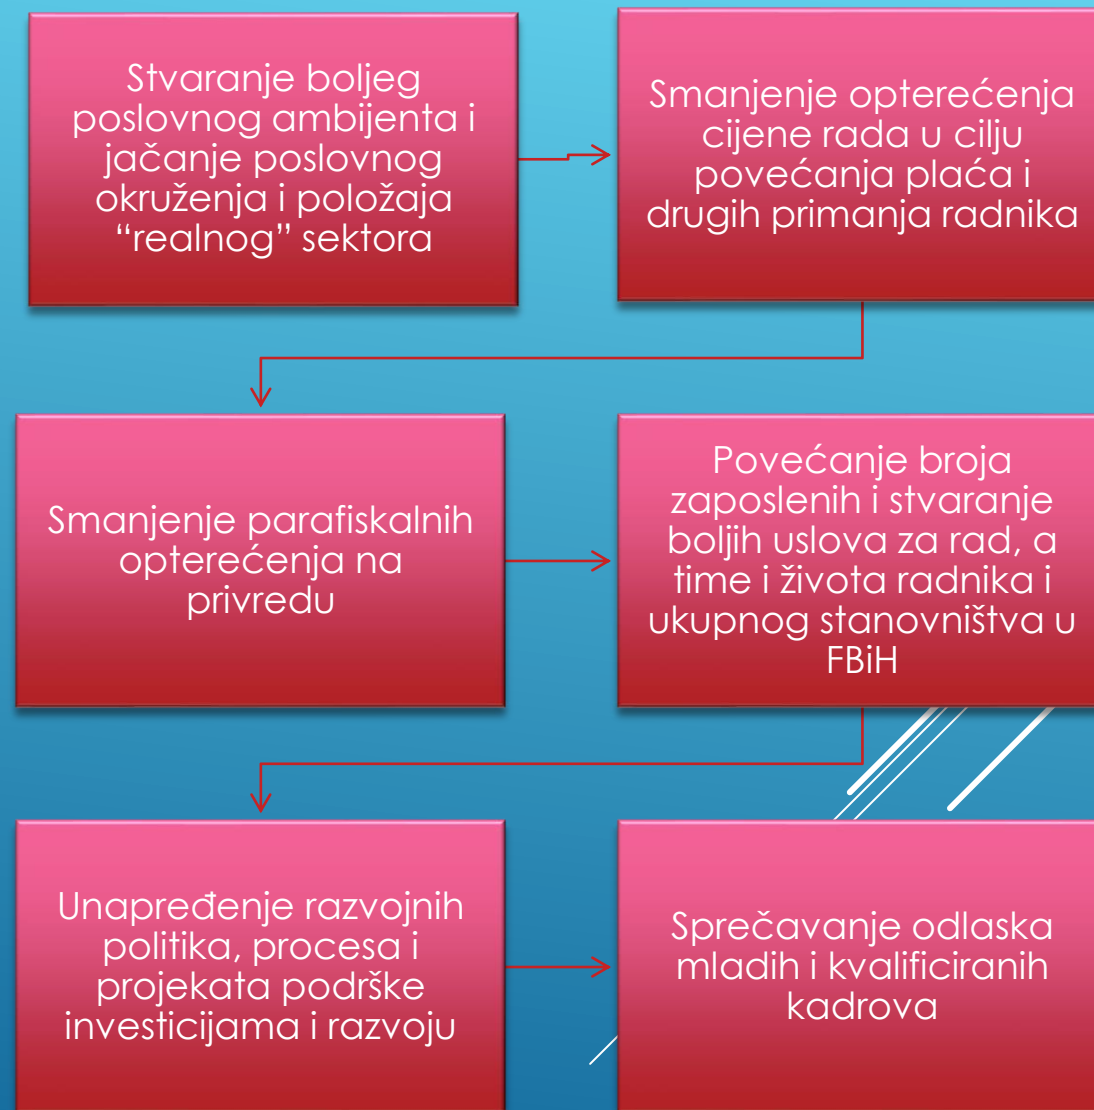 Stvaranje boljeg
poslovnog ambijenta i
jačanje poslovnog
okruženja i položaja
“realnog” sektora
Smanjenje opterećenja
cijene rada u cilju
povećanja plaća i
drugih primanja radnika
Smanjenje parafiskalnih
opterećenja na
privredu
Povećanje broja
zaposlenih i stvaranje
boljih uslova za rad, a
time i života radnika i
ukupnog stanovništva u
FBiH
Unapređenje razvojnih
politika, procesa i
projekata podrške
investicijama i razvoju
Sprečavanje odlaska
mladih i kvalificiranih
kadrova